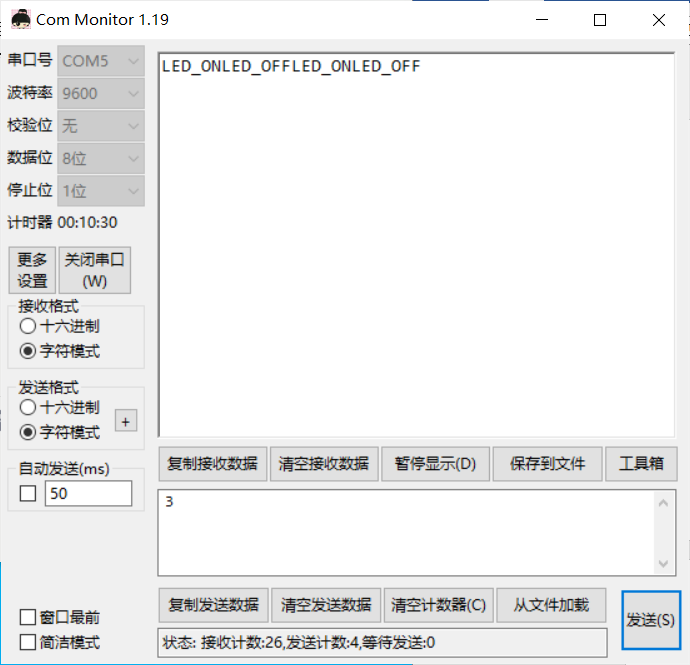 Com Monitor 1.19
串口号 COM5
波特率 9600
校验位 无
数据位 8位
停止位 1位
计时器 00:10:30
更多
设置
关闭串口
(W)
接收格式
十六进制
字符模式
发送格式
十六进制
字符模式
+
自动发送(ms)
50
窗口最前
简洁模式
LED_ONLED_OFFLED_ONLED_OFF
复制接收数据 清空接收数据 暂停显示(D) 保存到文件 工具箱
3
复制发送数据 清空发送数据 清空计数器(C) 从文件加载
发送(S)
状态: 接收计数:26,发送计数:4,等待发送:0